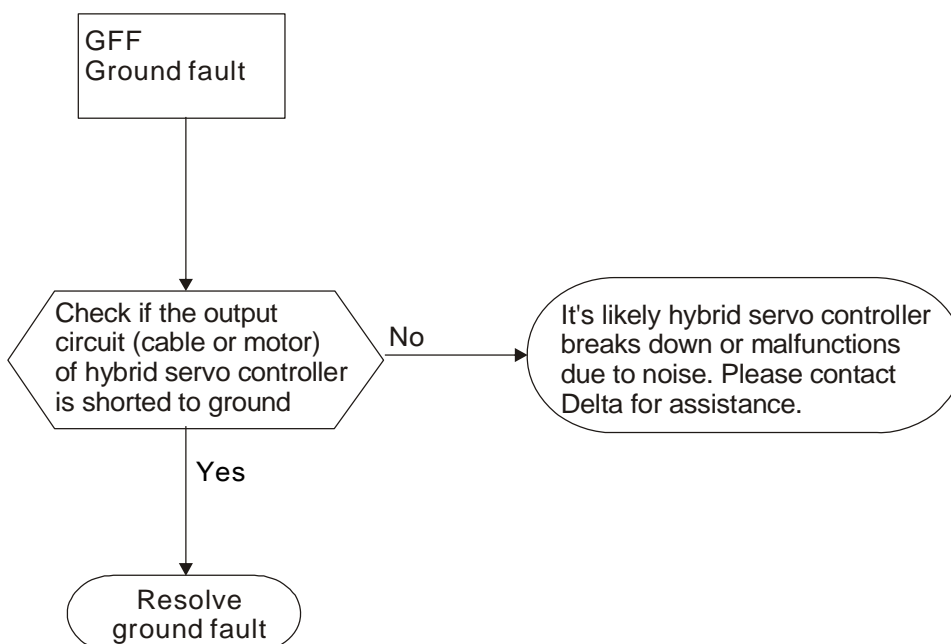 GFF
Ground fault
Check if the output
circuit (cable or motor)
of hybrid servo controller
is shorted to ground
No
It's likely hybrid servo controller
breaks down or malfunctions
due to noise. Please contact
Delta for assistance.
Yes
Resolve
ground fault